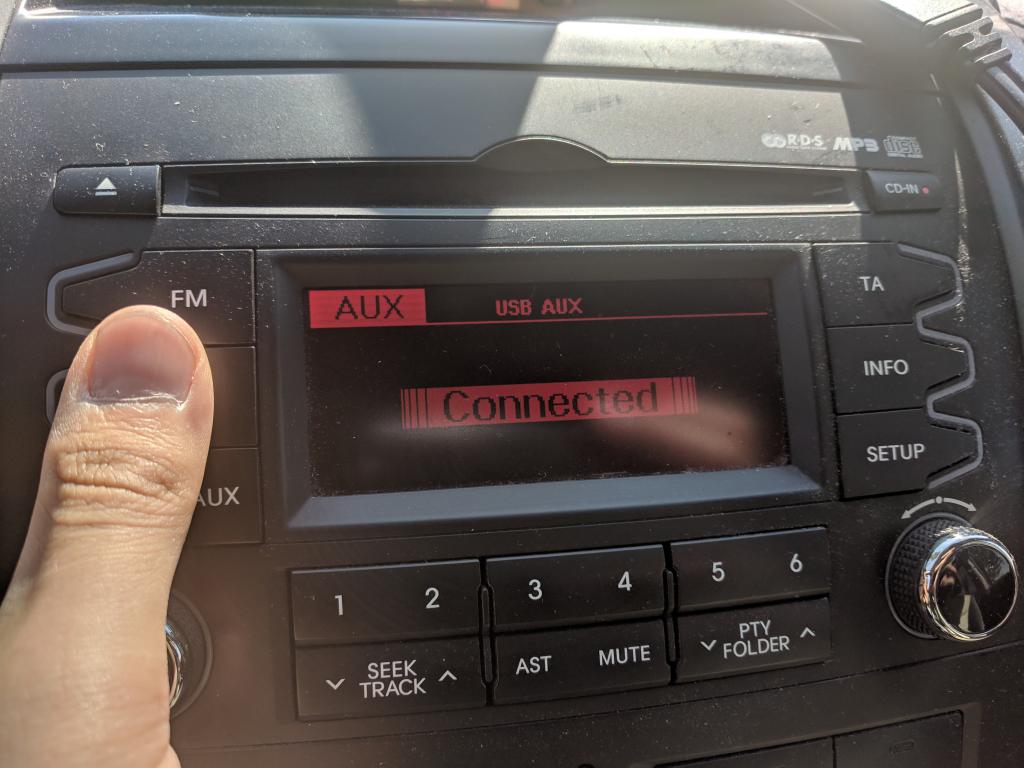 R·D·S MP3 DISC
CD-IN
FM
AUX USB AUX
TA
Connected
INFO
SETUP
AUX
1 2 3 4 5 6
SEEK
TRACK
AST MUTE
PTY
FOLDER